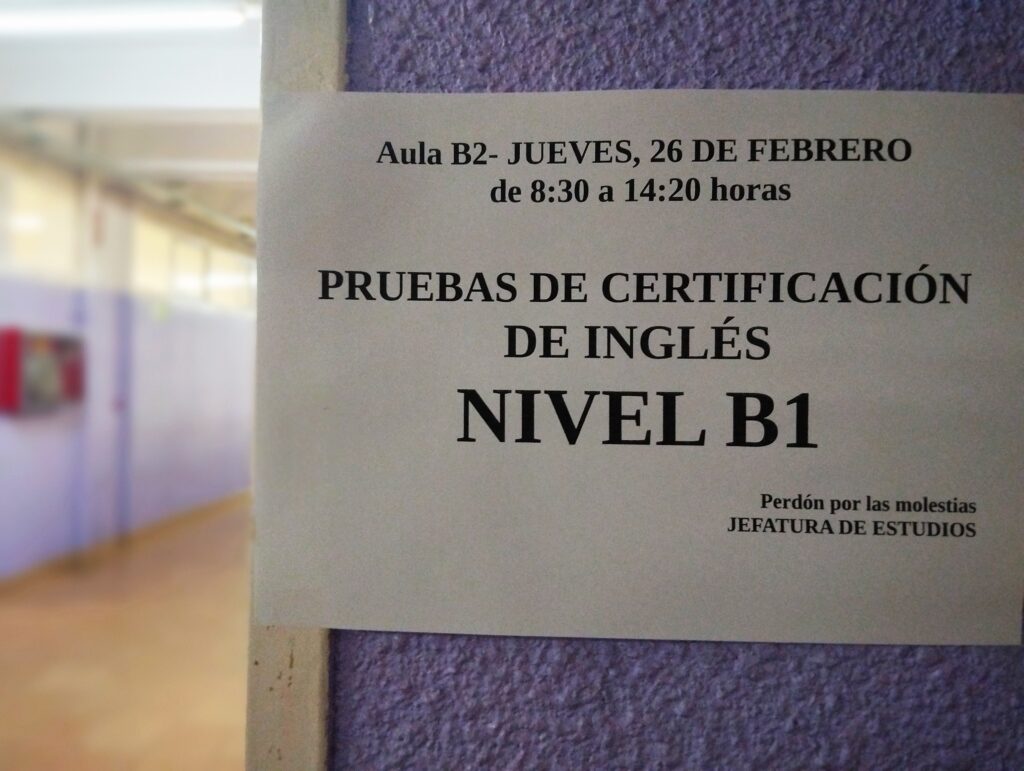 Aula B2- JUEVES, 26 DE FEBRERO
de 8:30 a 14:20 horas
PRUEBAS DE CERTIFICACIÓN
DE INGLÉS
NIVEL B1
Perdón por las molestias
JEFATURA DE ESTUDIOS